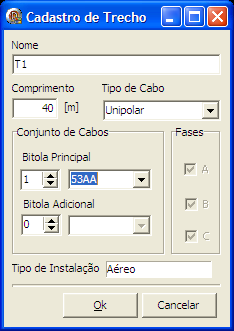 Cadastro de Trecho
Nome
T1
Comprimento Tipo de Cabo
40 [m] Unipolar
Conjunto de Cabos Fases
Bitola Principal
A
1 53AA
Bitola Adicional
B
0
C
Tipo de Instalação Aéreo
Ok Cancelar